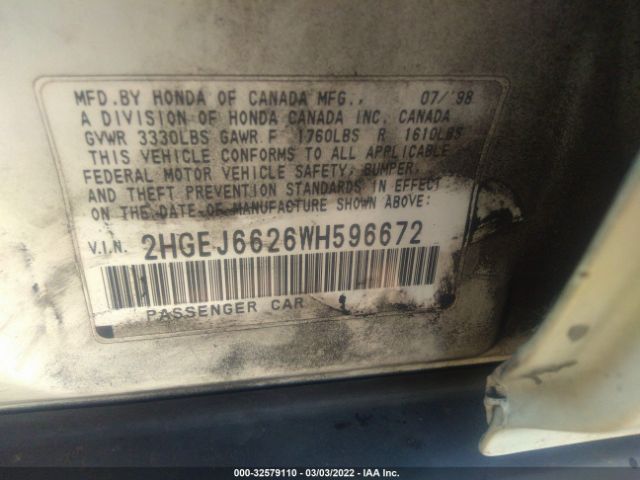 MFD.BY HONDA OF CANADA MFG., 07/'98
A DIVISION OF HONDA CANADA INC. CANADA
GVWR 3330LBS GAWR F 1760LBS R 1610LBS
THIS VEHICLE CONFORMS TO ALL APPLICABLE
FEDERAL MOTOR VEHICLE SAFETY, BUMPER,
AND THEFT PREVENTION STANDARDS IN EFFECT
ON THE DATE OF MANUFACTURE SHOWN ABOVE:
V.I.N. 2HGEJ6626WH596672
PASSENGER CAR
000-32579110 - 03/03/2022 - IAA Inc.